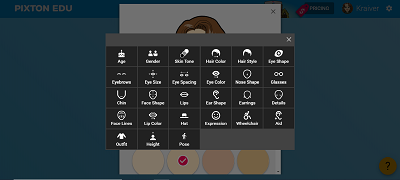 PIXTON EDU
Age Gender Skin Tone Hair Color Hair Style Eye Shape
Eyebrows Eye Size Eye Spacing Eye Color Nose Shape Glasses
Chin Face Shape Lips Ear Shape Earrings Details
Face Lines Lip Color Hat Expression Wheelchair Aid
Outfit Height Pose
?